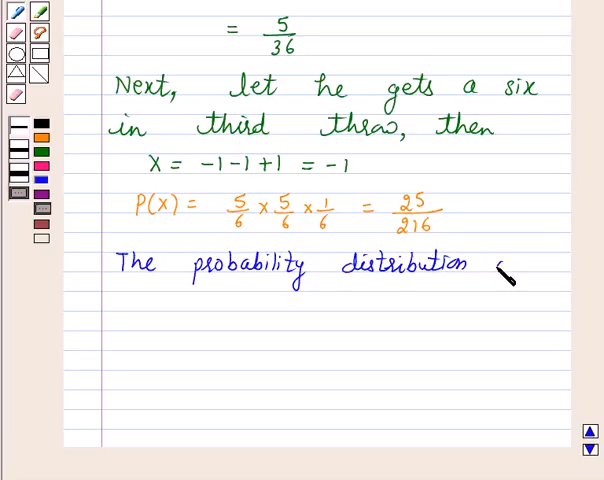 = 5/36
Next, let he gets a six
in third throw, then
X = -1-1+1 = -1
P(X) = 5/6 × 5/6 × 1/6 = 25/216
The probability distribution